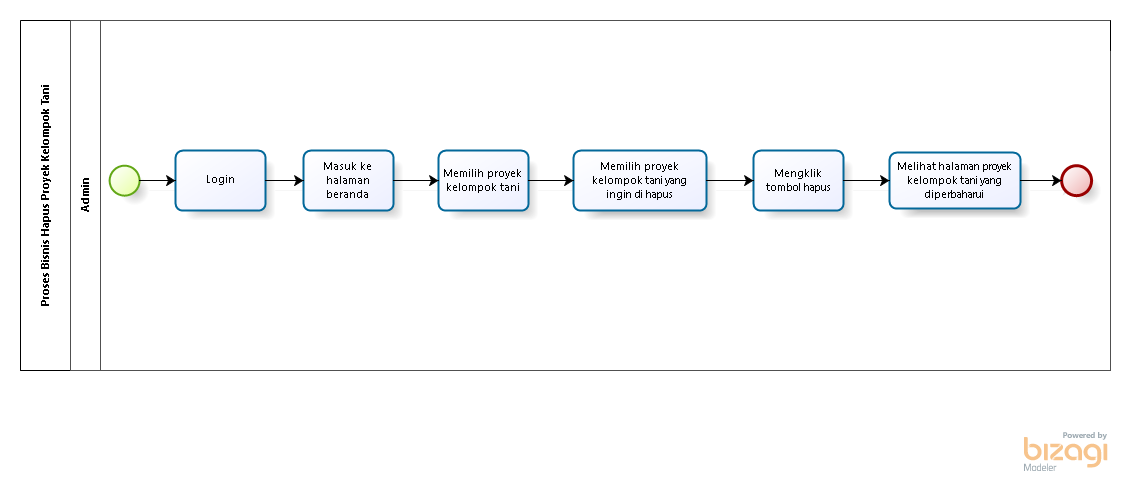 Proses Bisnis Hapus Proyek Kelompok Tani
Admin
Login
Masuk ke
halaman
beranda
Memilih proyek
kelompok tani
Memilih proyek
kelompok tani yang
ingin di hapus
Mengklik
tombol hapus
Melihat halaman proyek
kelompok tani yang
diperbaharui
Powered by
bizagi
Modeler